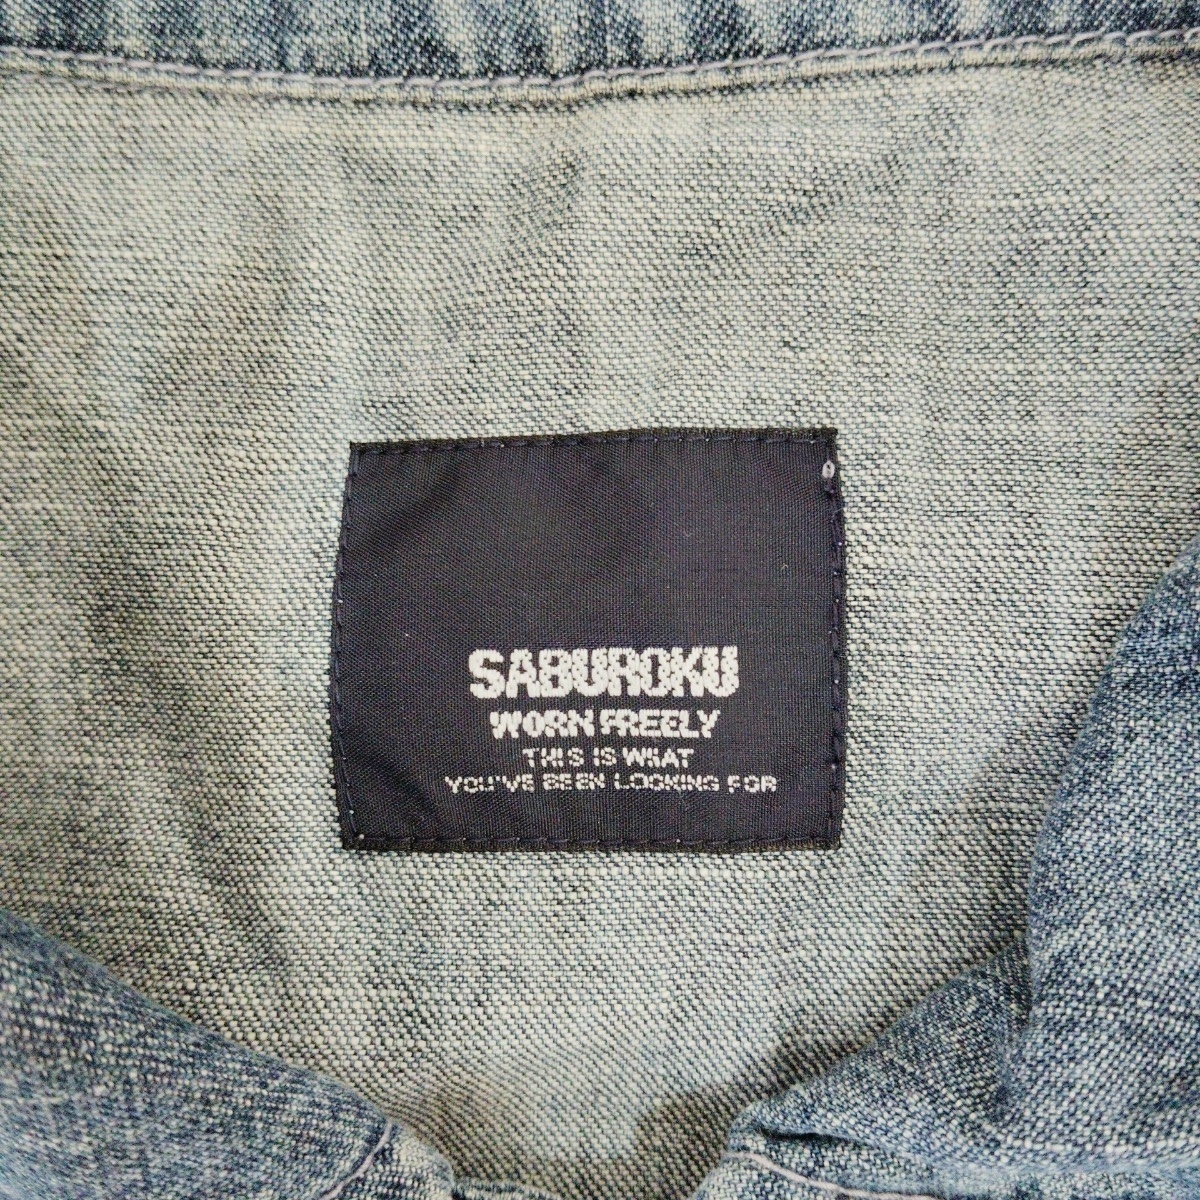 SABUROKU
WORN FREELY
THIS IS WHAT
YOU'VE BEEN LOOKING FOR